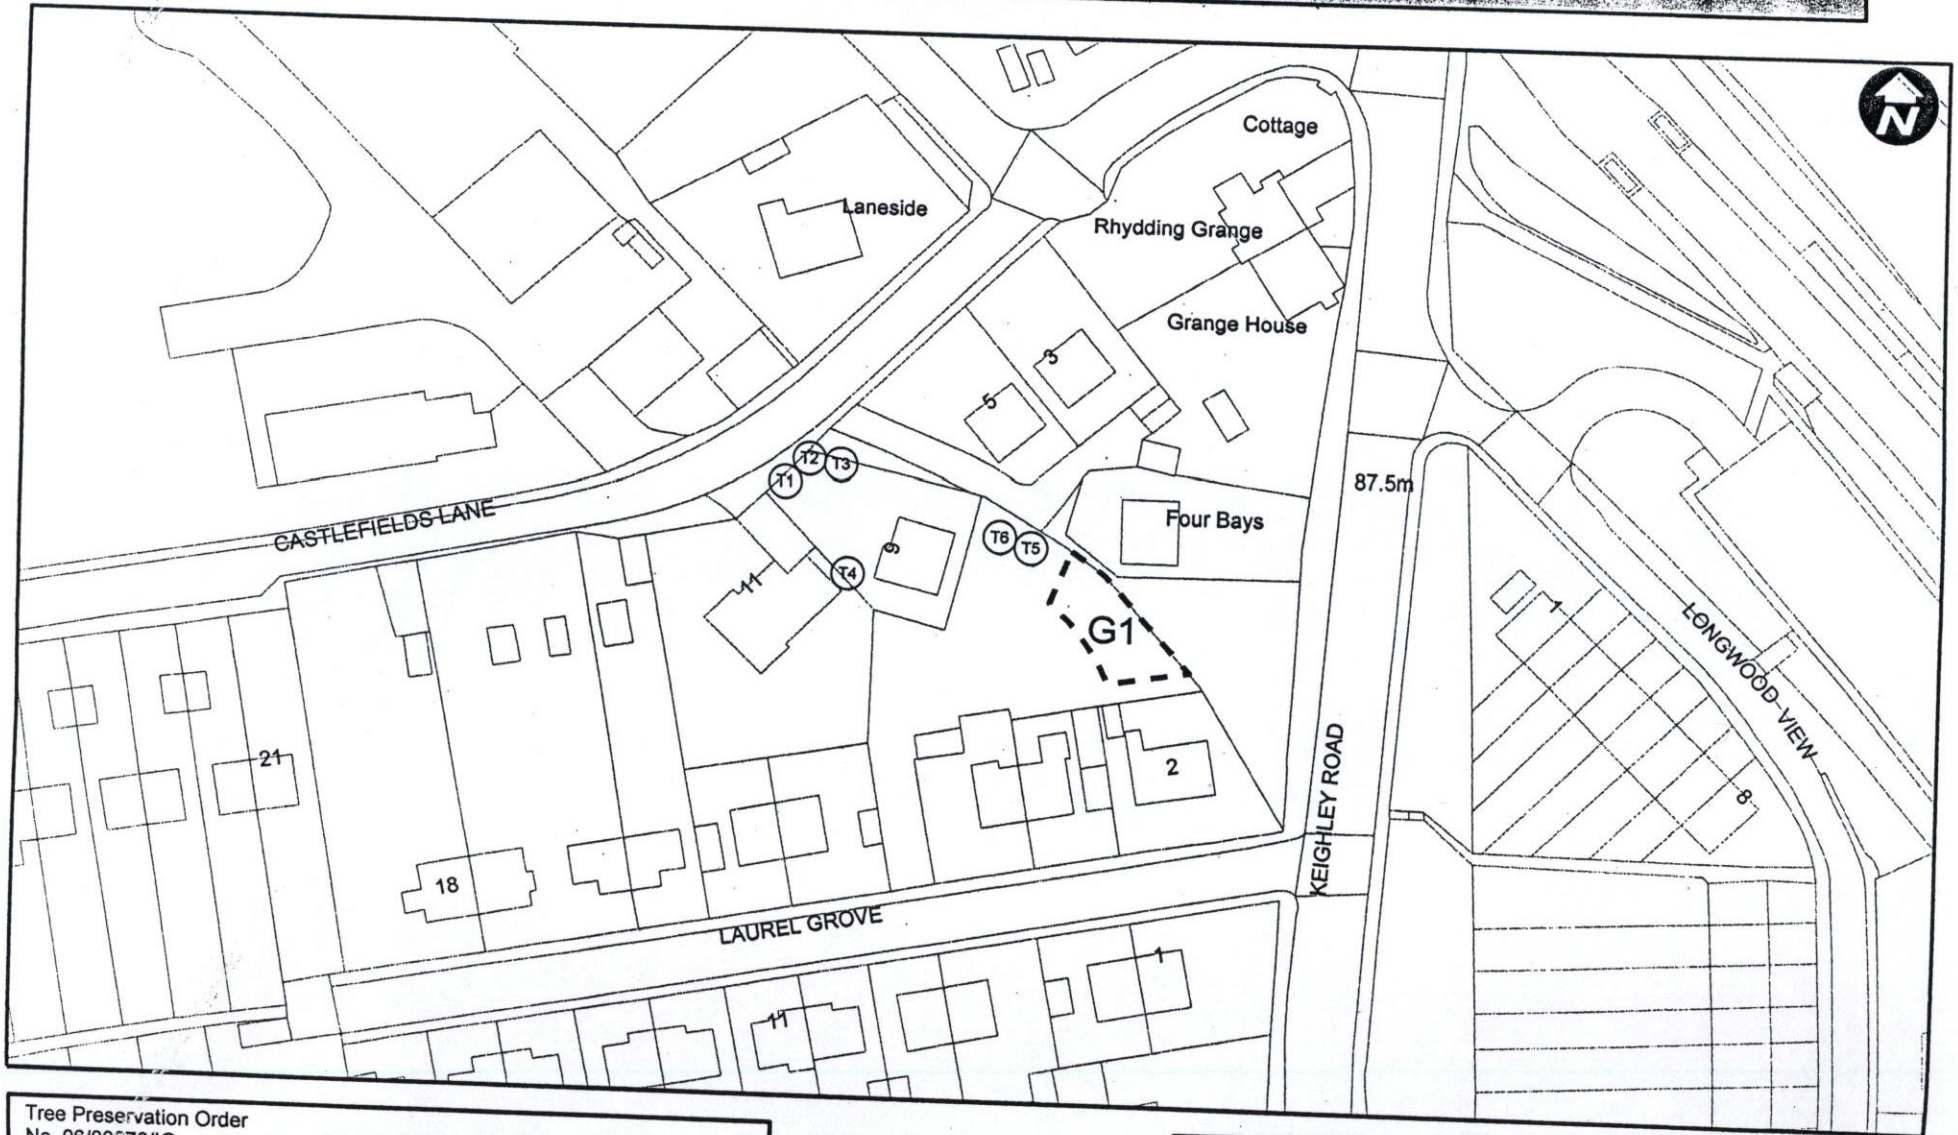 N
Cottage
Laneside
Rhydding Grange
Grange House
3
5
T2
T3
T1
87.5m
Four Bays
CASTLEFIELDS LANE
T6
T5
9
T4
11
G1
1
LONGWOOD VIEW
21
2
8
KEIGHLEY ROAD
18
LAUREL GROVE
1
11
Tree Preservation Order